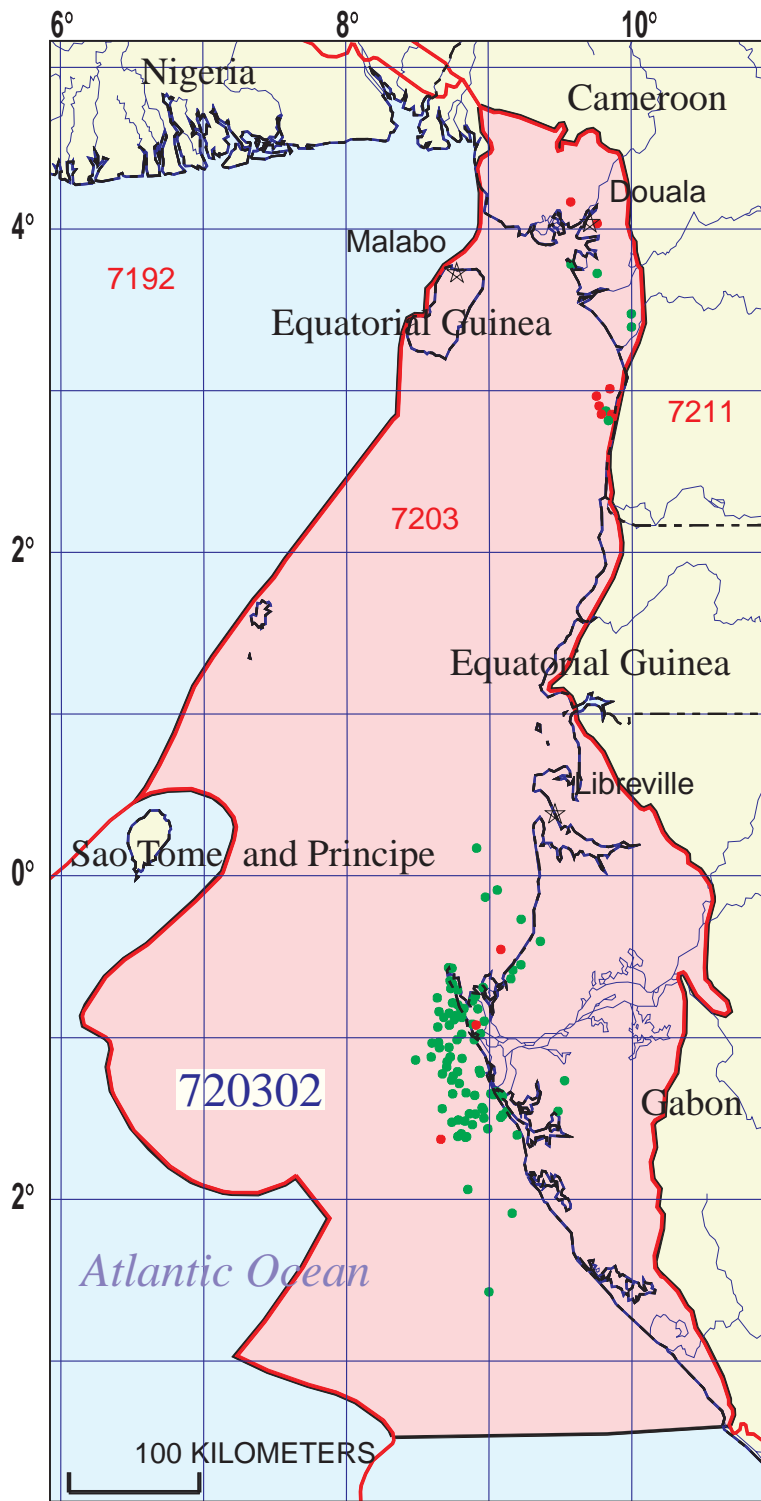 6° 8° 10°
Nigeria
Cameroon
Douala
4°
Malabo
7192
Equatorial Guinea
7211
7203
2°
Equatorial Guinea
Libreville
Sao Tome and Principe
0°
720302
Gabon
2°
Atlantic Ocean
100 KILOMETERS